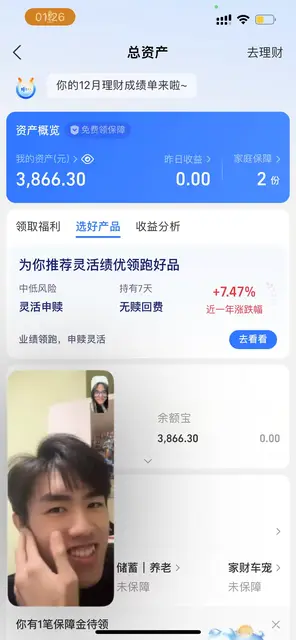 01:26
总资产
去理财
你的12月理财成绩单来啦~
资产概览
免费领保障
我的资产(元)
昨日收益
家庭保障
3,866.30
0.00
2 份
领取福利
选好产品
收益分析
为你推荐灵活绩优领跑好品
中低风险
持有7天
+7.47%
灵活申赎
无赎回费
近一年涨跌幅
业绩领跑，申赎灵活
去看看
余额宝
3,866.30
0.00
储蓄 | 养老
家财车宠
未保障
未保障
你有1笔保障金待领